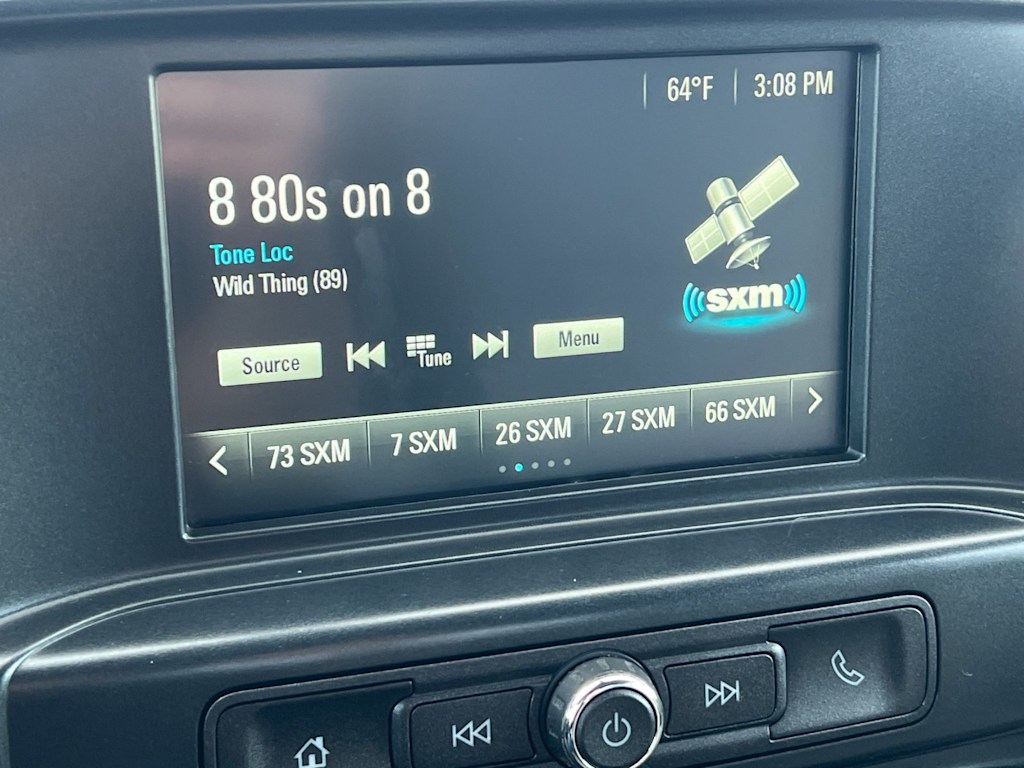 64°F 3:08 PM
8 80s on 8
Tone Loc
Wild Thing (89)
sxm
Source Tune Menu
73 SXM 7 SXM 26 SXM 27 SXM 66 SXM